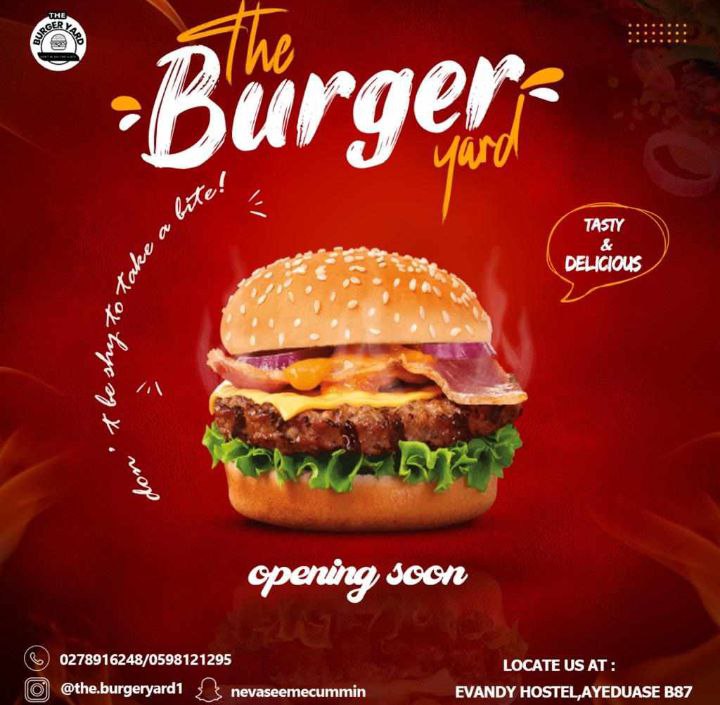 THE
BURGER YARD
The
Burger
yard
don't be shy to take a bite!
TASTY
&
DELICIOUS
opening soon
0278916248/0598121295
@the.burgeryard1
nevaseemecummin
LOCATE US AT :
EVANDY HOSTEL,AYEDUASE B87